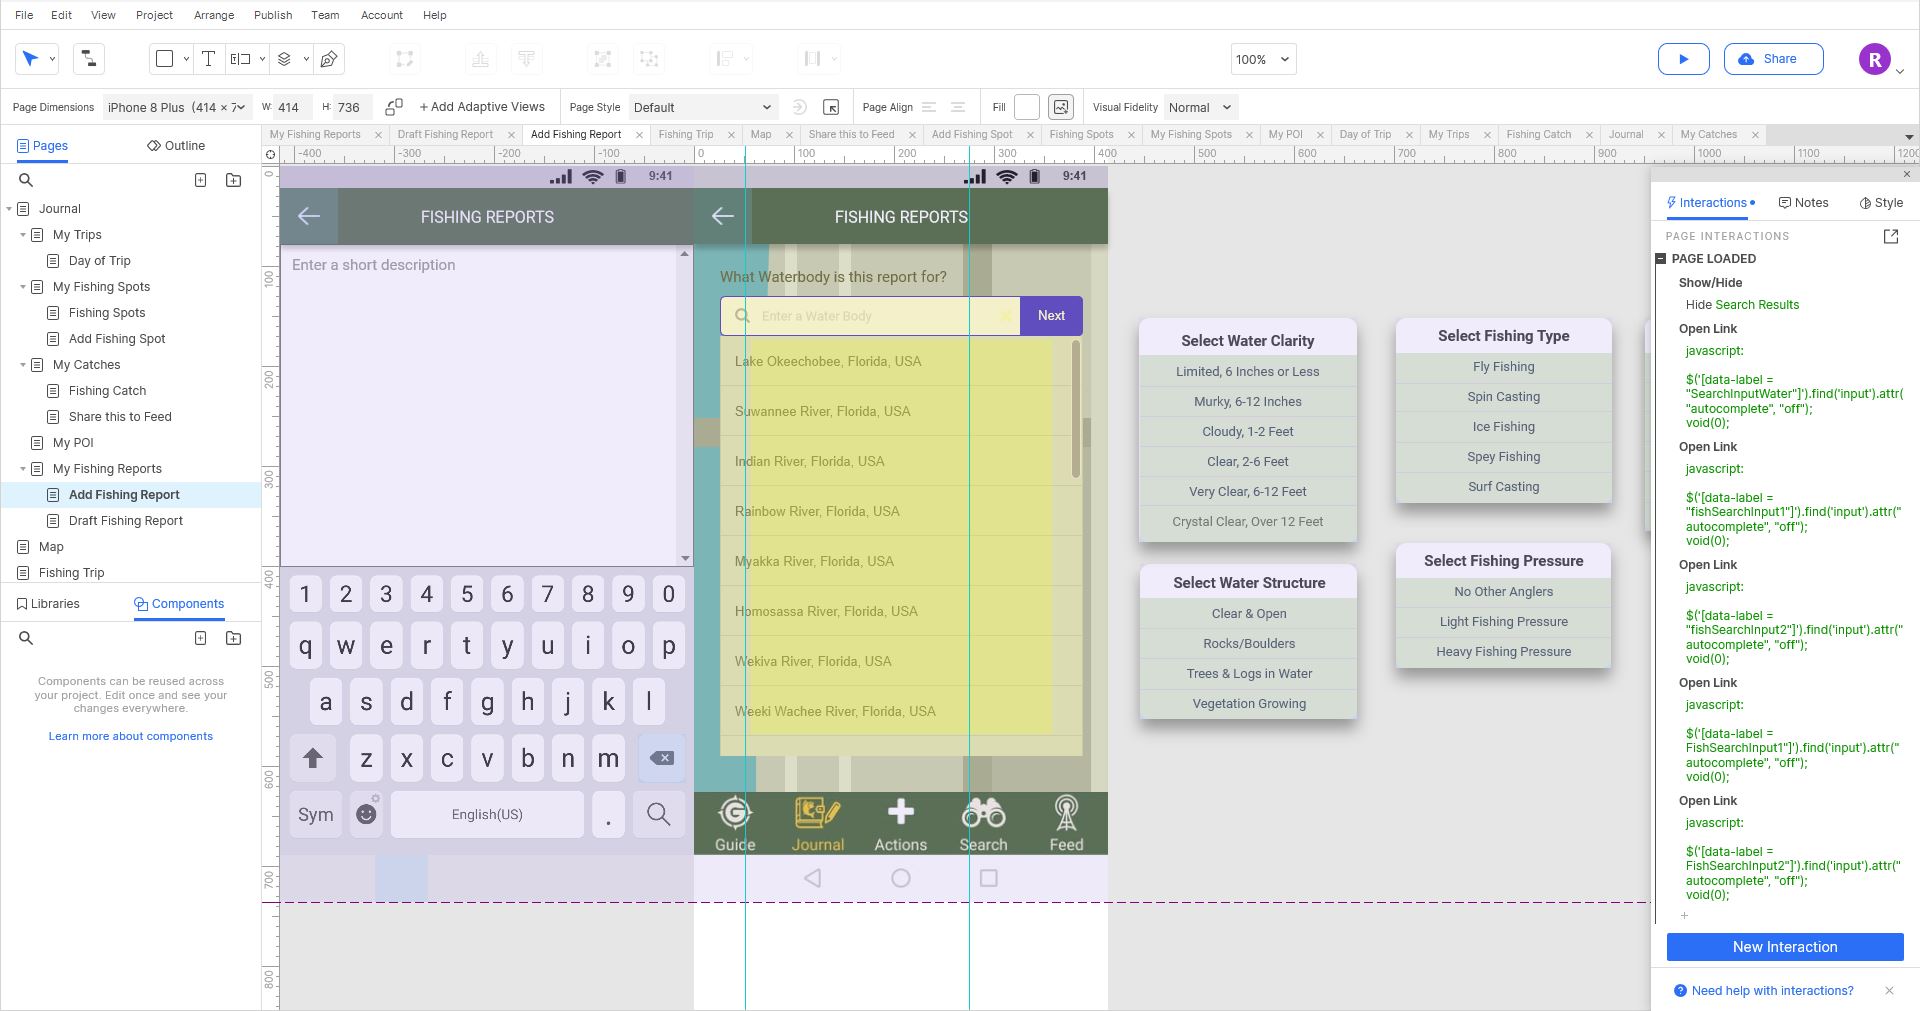 File Edit View Project Arrange Publish Team Account Help
100%
Share
R
Page Dimensions iPhone 8 Plus (414 × 7 W: 414 H: 736 + Add Adaptive Views Page Style Default Page Align Fill Visual Fidelity Normal
Pages Outline
My Fishing Reports Draft Fishing Report Add Fishing Report Fishing Trip Map Share this to Feed Add Fishing Spot Fishing Spots My Fishing Spots My POI Day of Trip My Trips Fishing Catch Journal My Catches
-400 -300 -200 -100 0 100 200 300 400 500 600 700 800 900 1000 1100 1200
0
100
200
300
400
500
600
700
800
Journal
My Trips
Day of Trip
My Fishing Spots
Fishing Spots
Add Fishing Spot
My Catches
Fishing Catch
Share this to Feed
My POI
My Fishing Reports
Add Fishing Report
Draft Fishing Report
Map
Fishing Trip
Libraries Components
Components can be reused across
your project. Edit once and see your
changes everywhere.
Learn more about components
9:41
FISHING REPORTS
Enter a short description
1 2 3 4 5 6 7 8 9 0
q w e r t y u i o p
a s d f g h j k l
z x c v b n m
Sym English(US) .
9:41
FISHING REPORTS
What Waterbody is this report for?
Enter a Water Body Next
Lake Okeechobee, Florida, USA
Suwannee River, Florida, USA
Indian River, Florida, USA
Rainbow River, Florida, USA
Myakka River, Florida, USA
Homosassa River, Florida, USA
Wekiva River, Florida, USA
Weeki Wachee River, Florida, USA
Guide Journal Actions Search Feed
Select Water Clarity
Limited, 6 Inches or Less
Murky, 6-12 Inches
Cloudy, 1-2 Feet
Clear, 2-6 Feet
Very Clear, 6-12 Feet
Crystal Clear, Over 12 Feet
Select Water Structure
Clear & Open
Rocks/Boulders
Trees & Logs in Water
Vegetation Growing
Select Fishing Type
Fly Fishing
Spin Casting
Ice Fishing
Spey Fishing
Surf Casting
Select Fishing Pressure
No Other Anglers
Light Fishing Pressure
Heavy Fishing Pressure
Interactions Notes Style
PAGE INTERACTIONS
PAGE LOADED
Show/Hide
Hide Search Results
Open Link
javascript:
$('[data-label =
"SearchInputWater"]').find('input').attr(
"autocomplete", "off");
void(0);
Open Link
javascript:
$('[data-label =
"fishSearchInput1"]').find('input').attr("
autocomplete", "off");
void(0);
Open Link
javascript:
$('[data-label =
"fishSearchInput2"]').find('input').attr("
autocomplete", "off");
void(0);
Open Link
javascript:
$('[data-label =
FishSearchInput1"]').find('input').attr("
autocomplete", "off");
void(0);
Open Link
javascript:
$('[data-label =
FishSearchInput2"]').find('input').attr("
autocomplete", "off");
void(0);
+
New Interaction
Need help with interactions?